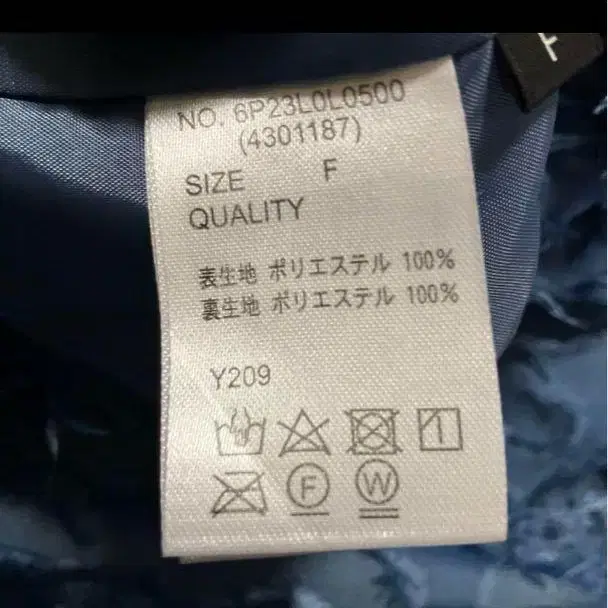 NO. 6P23L0L0500
(4301187)
SIZE F
QUALITY
表生地 ポリエステル 100%
裏生地 ポリエステル 100%
Y209
F W